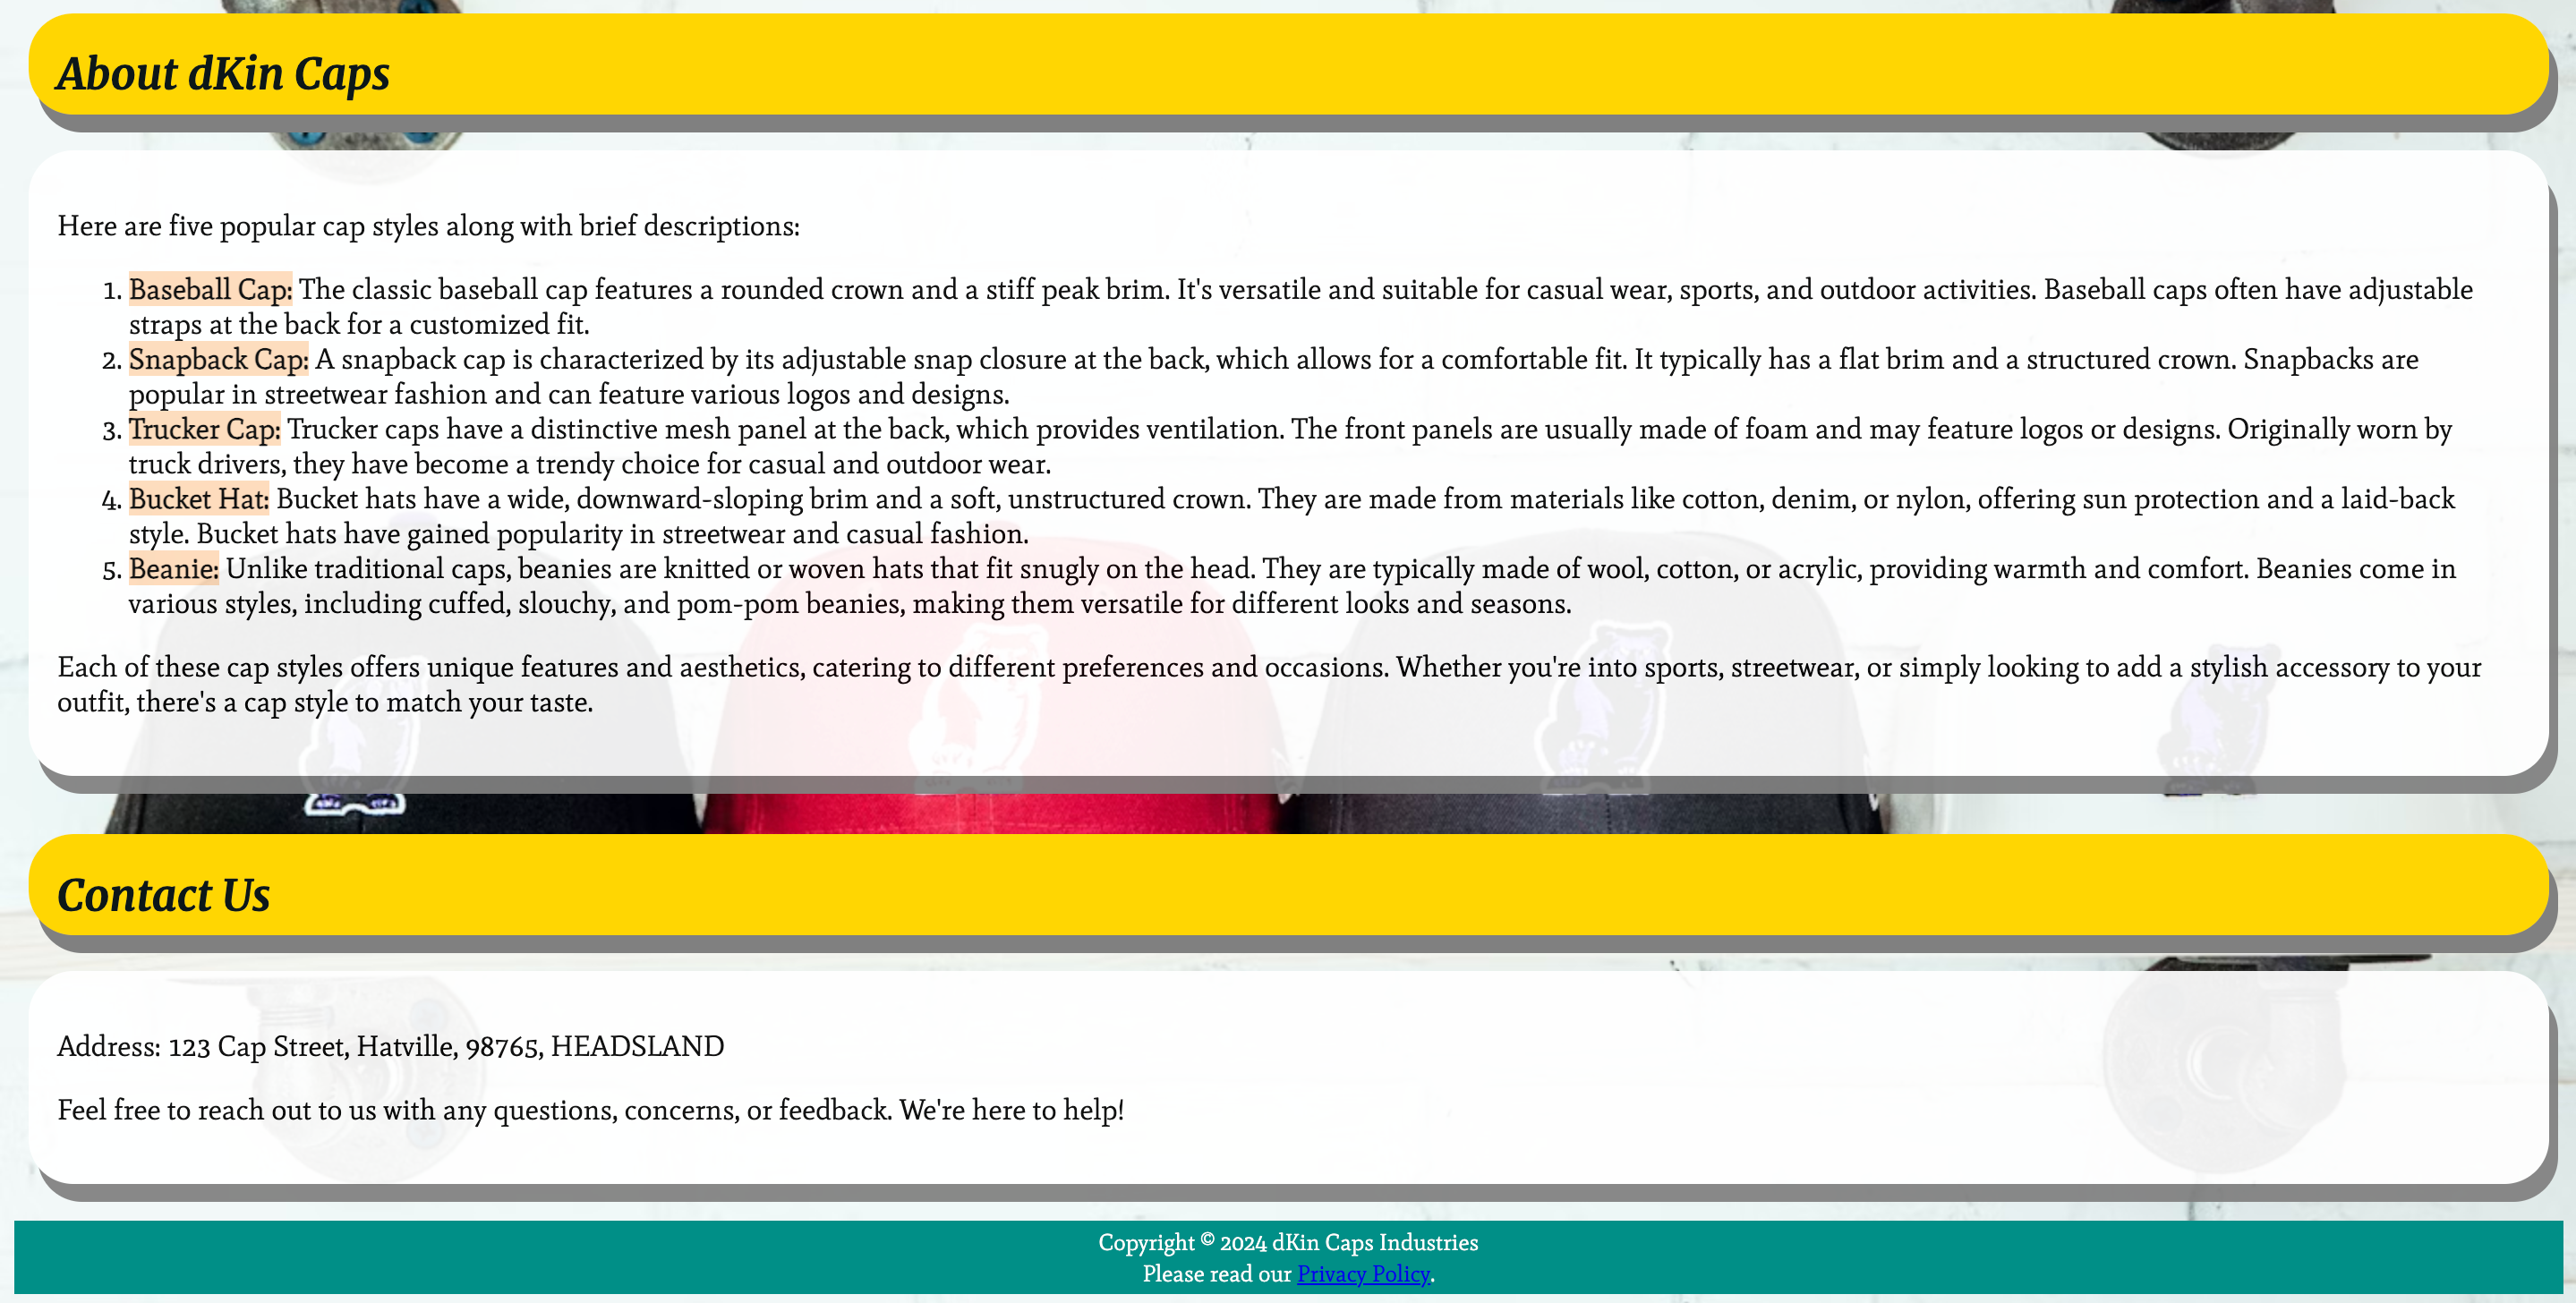 About dKin Caps
Here are five popular cap styles along with brief descriptions:
1. Baseball Cap: The classic baseball cap features a rounded crown and a stiff peak brim. It's versatile and suitable for casual wear, sports, and outdoor activities. Baseball caps often have adjustable
straps at the back for a customized fit.
2. Snapback Cap: A snapback cap is characterized by its adjustable snap closure at the back, which allows for a comfortable fit. It typically has a flat brim and a structured crown. Snapbacks are
popular in streetwear fashion and can feature various logos and designs.
3. Trucker Cap: Trucker caps have a distinctive mesh panel at the back, which provides ventilation. The front panels are usually made of foam and may feature logos or designs. Originally worn by
truck drivers, they have become a trendy choice for casual and outdoor wear.
4. Bucket Hat: Bucket hats have a wide, downward-sloping brim and a soft, unstructured crown. They are made from materials like cotton, denim, or nylon, offering sun protection and a laid-back
style. Bucket hats have gained popularity in streetwear and casual fashion.
5. Beanie: Unlike traditional caps, beanies are knitted or woven hats that fit snugly on the head. They are typically made of wool, cotton, or acrylic, providing warmth and comfort. Beanies come in
various styles, including cuffed, slouchy, and pom-pom beanies, making them versatile for different looks and seasons.
Each of these cap styles offers unique features and aesthetics, catering to different preferences and occasions. Whether you're into sports, streetwear, or simply looking to add a stylish accessory to your
outfit, there's a cap style to match your taste.
Contact Us
Address: 123 Cap Street, Hatville, 98765, HEADSLAND
Feel free to reach out to us with any questions, concerns, or feedback. We're here to help!
Copyright © 2024 dKin Caps Industries
Please read our Privacy Policy.